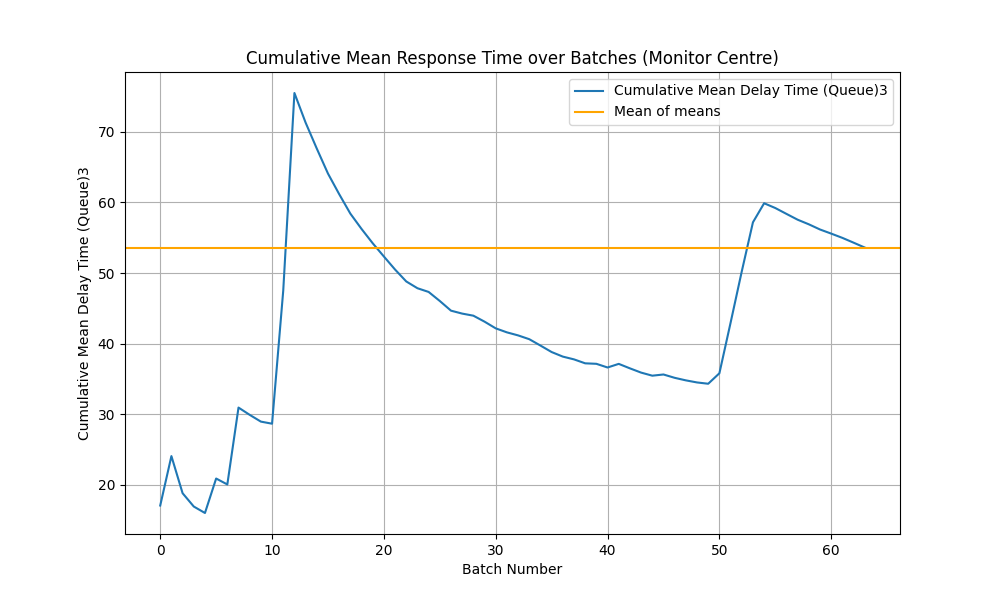 Cumulative Mean Response Time over Batches (Monitor Centre)
Cumulative Mean Delay Time (Queue)3
Mean of means
Cumulative Mean Delay Time (Queue)3
70
60
50
40
30
20
0 10 20 30 40 50 60
Batch Number